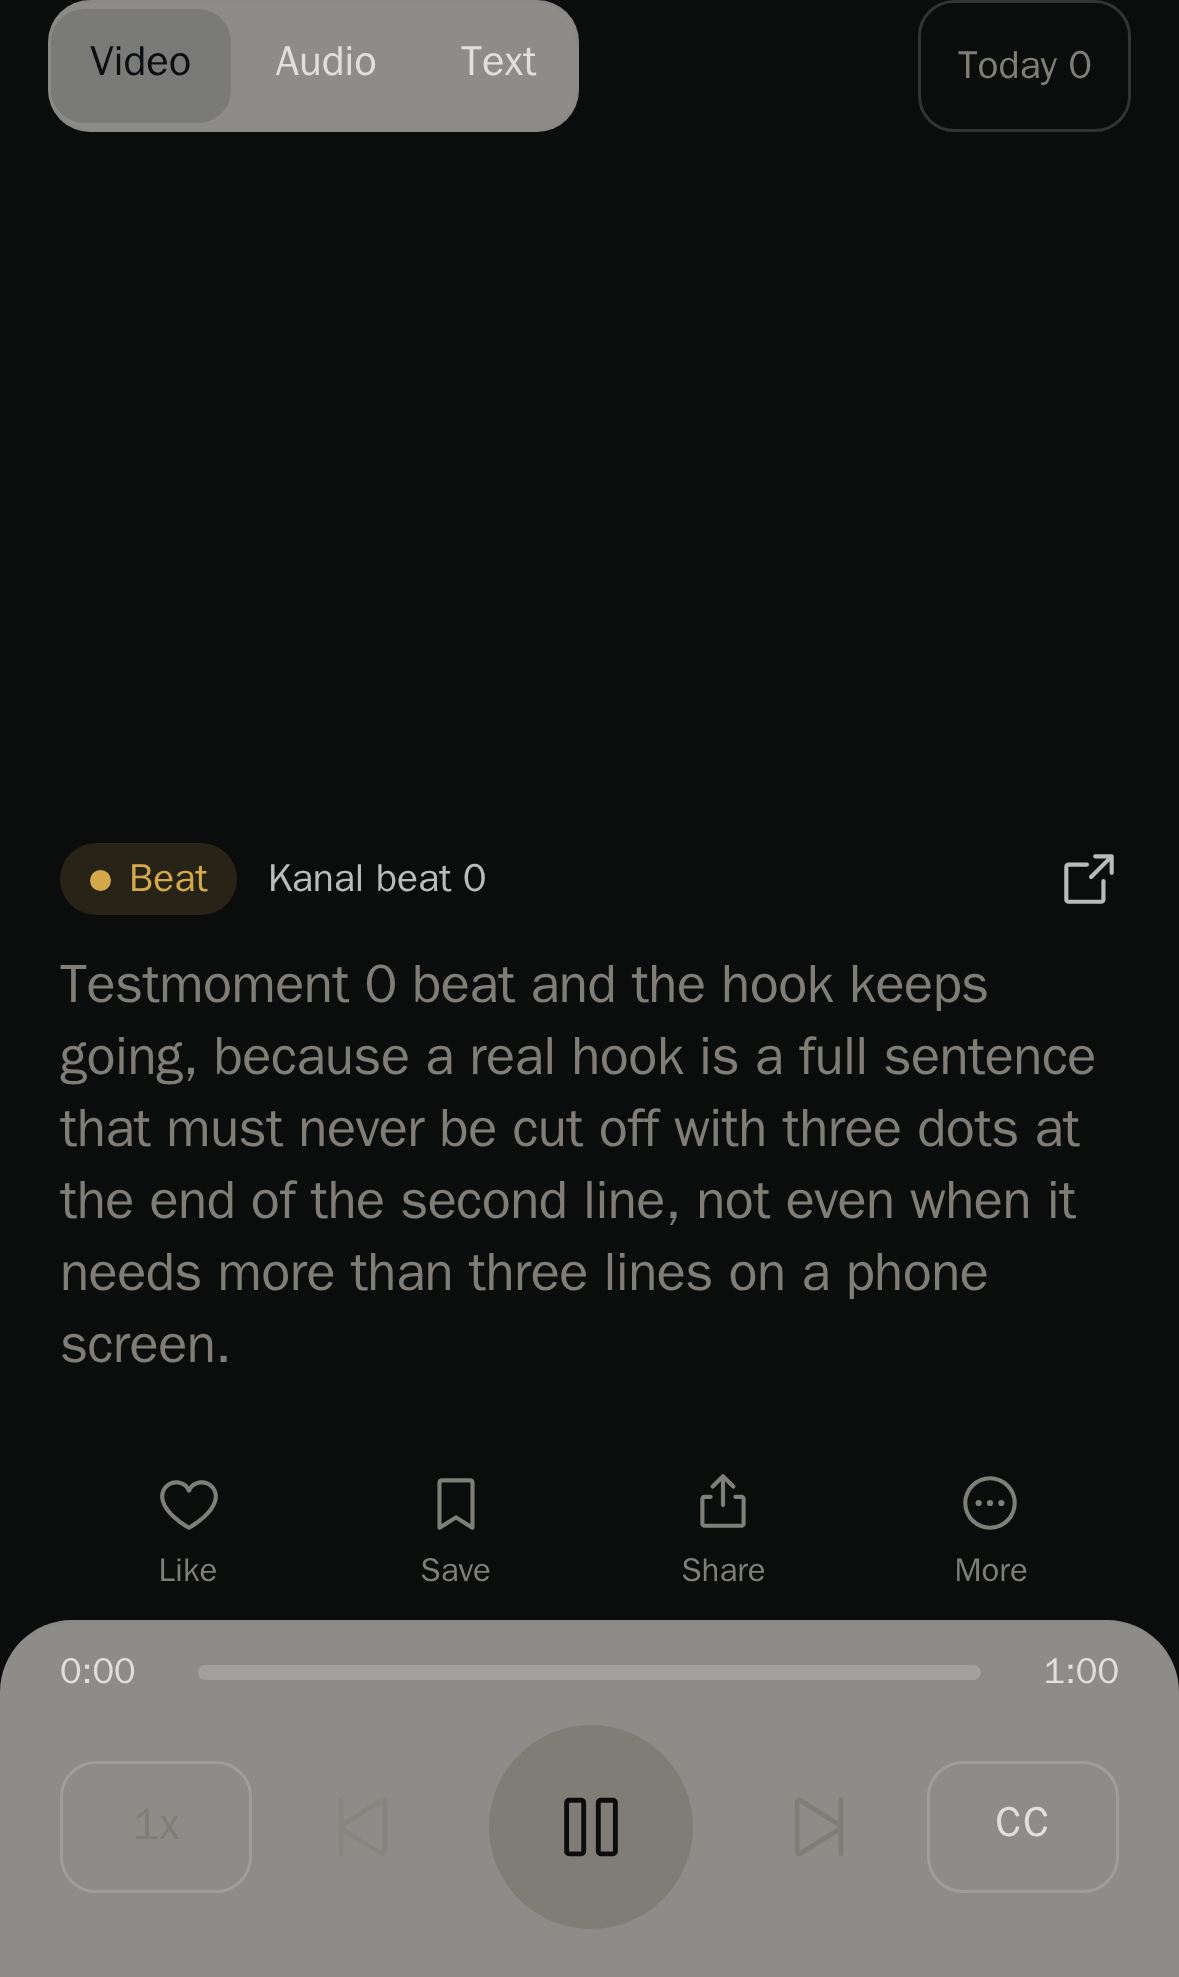 Video Audio Text Today 0
Beat Kanal beat 0
Testmoment 0 beat and the hook keeps
going, because a real hook is a full sentence
that must never be cut off with three dots at
the end of the second line, not even when it
needs more than three lines on a phone
screen.
Like Save Share More
0:00 1:00
1x CC